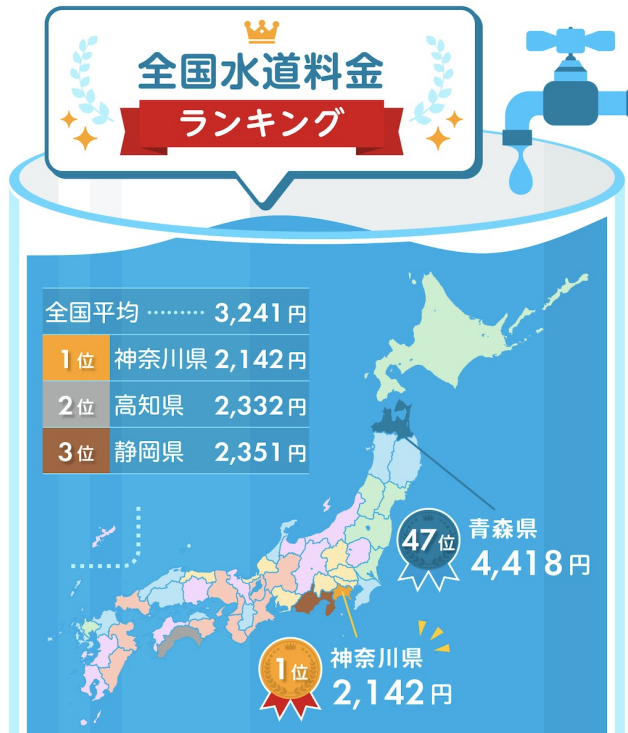 全国水道料金
ランキング
全国平均 ……… 3,241円
1位 神奈川県 2,142円
2位 高知県 2,332円
3位 静岡県 2,351円
47位 青森県
4,418円
1位 神奈川県
2,142円